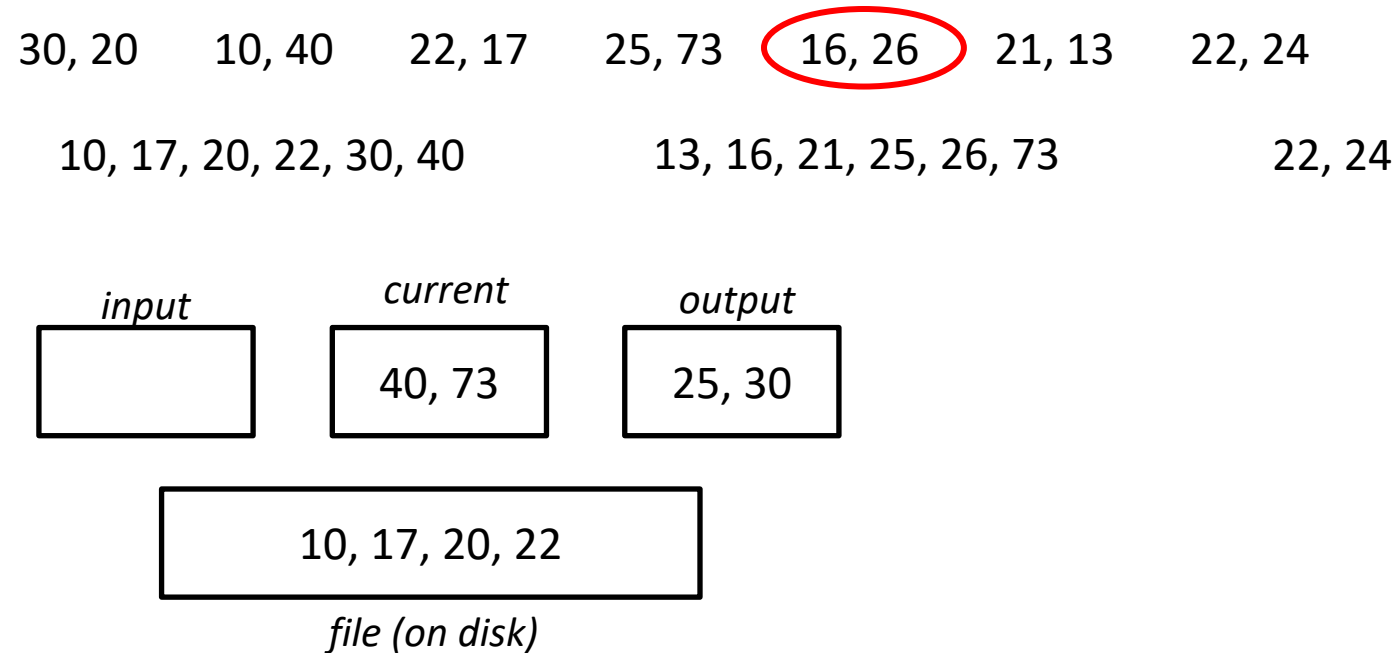 30, 20 10, 40 22, 17 25, 73 16, 26 21, 13 22, 24
10, 17, 20, 22, 30, 40 13, 16, 21, 25, 26, 73 22, 24
input current output
40, 73 25, 30
10, 17, 20, 22
file (on disk)